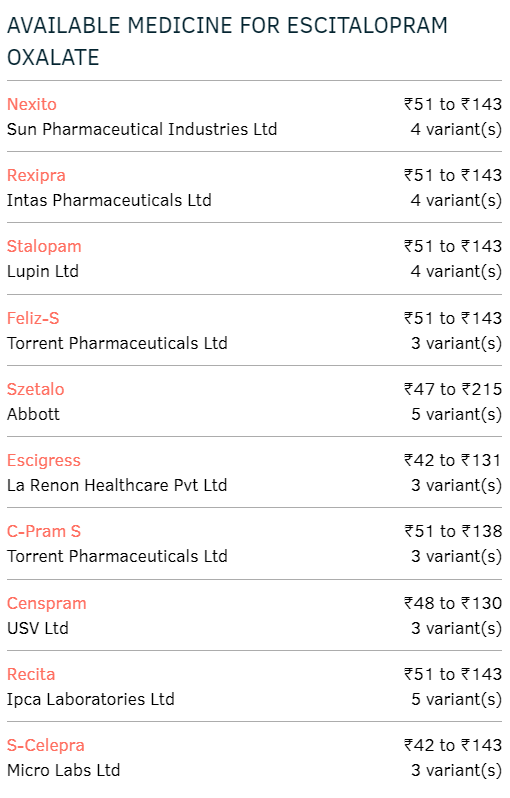 AVAILABLE MEDICINE FOR ESCITALOPRAM
OXALATE
Nexito ₹51 to ₹143
Sun Pharmaceutical Industries Ltd 4 variant(s)
Rexipra ₹51 to ₹143
Intas Pharmaceuticals Ltd 4 variant(s)
Stalopam ₹51 to ₹143
Lupin Ltd 4 variant(s)
Feliz-S ₹51 to ₹143
Torrent Pharmaceuticals Ltd 3 variant(s)
Szetalo ₹47 to ₹215
Abbott 5 variant(s)
Escigress ₹42 to ₹131
La Renon Healthcare Pvt Ltd 3 variant(s)
C-Pram S ₹51 to ₹138
Torrent Pharmaceuticals Ltd 3 variant(s)
Censpram ₹48 to ₹130
USV Ltd 3 variant(s)
Recita ₹51 to ₹143
Ipca Laboratories Ltd 5 variant(s)
S-Celepra ₹42 to ₹143
Micro Labs Ltd 3 variant(s)